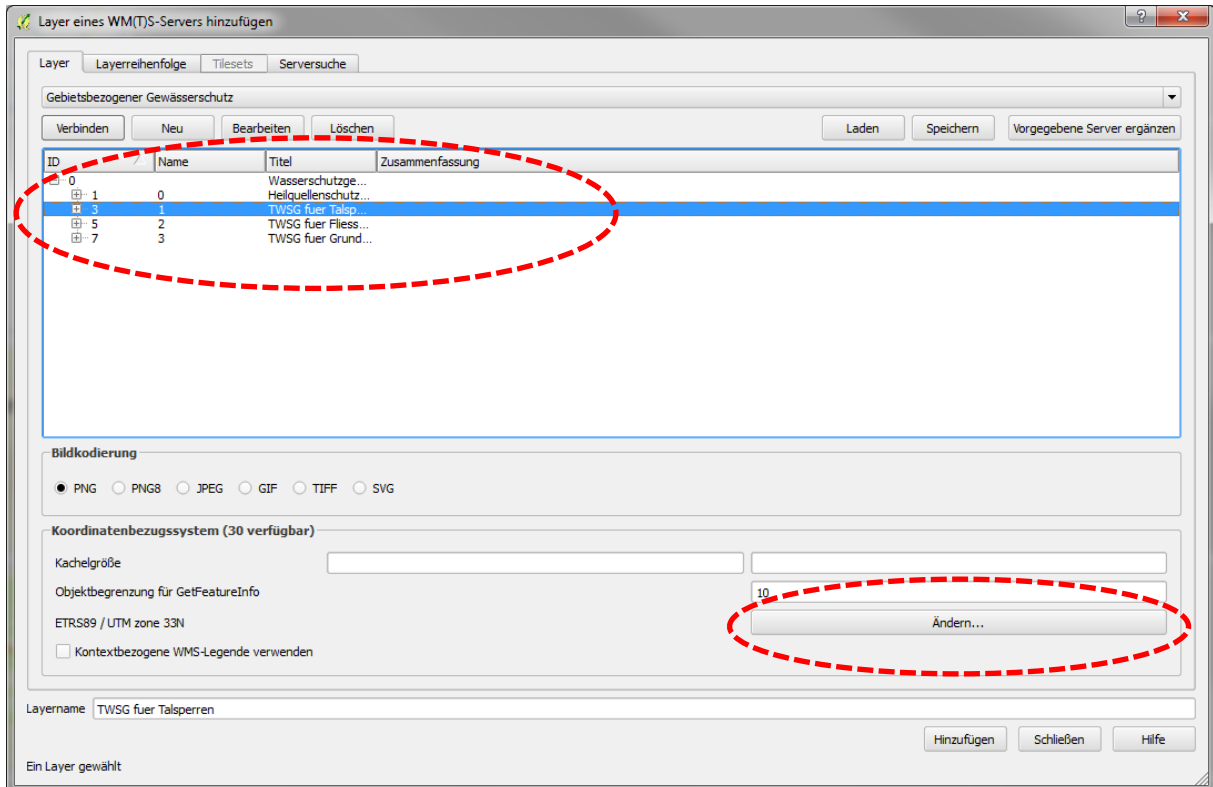 Layer eines WM(T)S-Servers hinzufügen
Layer Layerreihenfolge Tilesets Serversuche
Gebietsbezogener Gewässerschutz
Verbinden Neu Bearbeiten Löschen Laden Speichern Vorgegebene Server ergänzen
ID Name Titel Zusammenfassung
0 Wasserschutzge...
1 0 Heilquellenschutz...
3 1 TWSG fuer Talsp...
5 2 TWSG fuer Fliess...
7 3 TWSG fuer Grund...
Bildkodierung
PNG PNG8 JPEG GIF TIFF SVG
Koordinatenbezugssystem (30 verfügbar)
Kachelgröße
Objektbegrenzung für GetFeatureInfo 10
ETRS89 / UTM zone 33N Ändern...
Kontextbezogene WMS-Legende verwenden
Layername TWSG fuer Talsperren
Hinzufügen Schließen Hilfe
Ein Layer gewählt